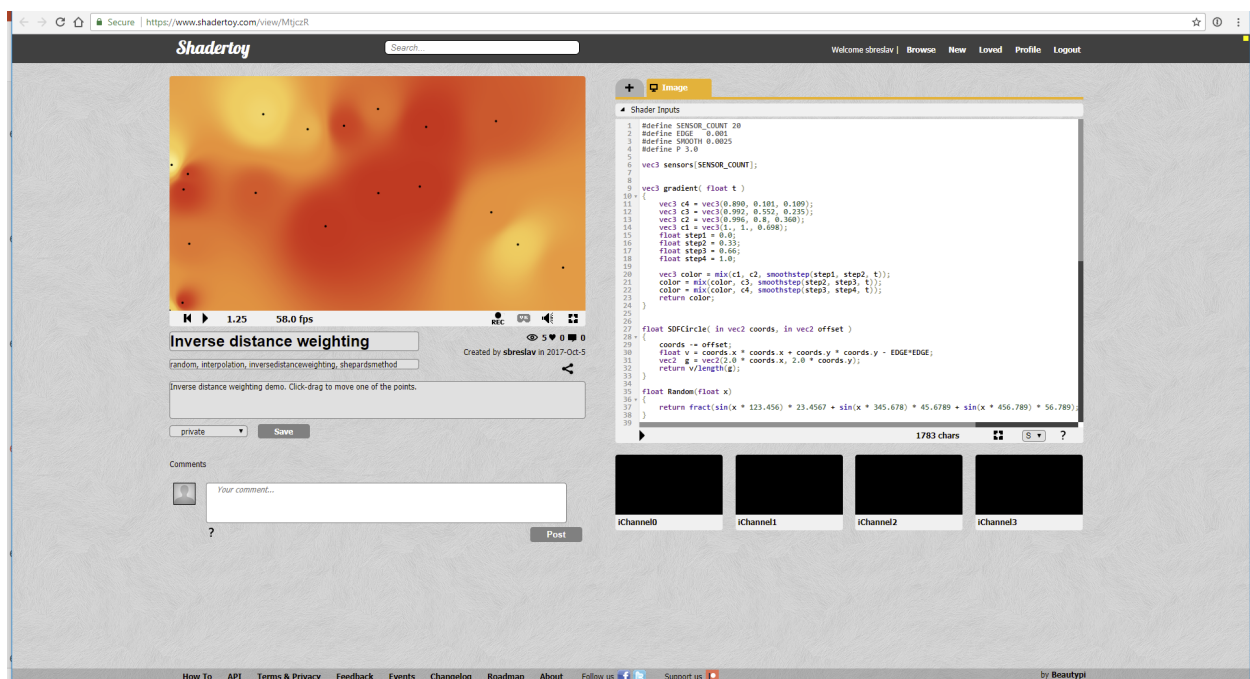 Secure | https://www.shadertoy.com/view/MtjczR
Shadertoy
Search...
Welcome sbreslav | Browse New Loved Profile Logout
+ Image
Shader Inputs
1 #define SENSOR_COUNT 20
2 #define EDGE 0.001
3 #define SMOOTH 0.0025
4 #define P 3.0
5
6 vec3 sensors[SENSOR_COUNT];
7
8
9 vec3 gradient( float t )
10 {
11 vec3 c4 = vec3(0.890, 0.101, 0.109);
12 vec3 c3 = vec3(0.992, 0.552, 0.235);
13 vec3 c2 = vec3(0.996, 0.8, 0.360);
14 vec3 c1 = vec3(1., 1., 0.698);
15 float step1 = 0.0;
16 float step2 = 0.33;
17 float step3 = 0.66;
18 float step4 = 1.0;
19
20 vec3 color = mix(c1, c2, smoothstep(step1, step2, t));
21 color = mix(color, c3, smoothstep(step2, step3, t));
22 color = mix(color, c4, smoothstep(step3, step4, t));
23 return color;
24 }
25
26
27 float SDFCircle( in vec2 coords, in vec2 offset )
28 {
29 coords -= offset;
30 float v = coords.x * coords.x + coords.y * coords.y - EDGE*EDGE;
31 vec2 g = vec2(2.0 * coords.x, 2.0 * coords.y);
32 return v/length(g);
33 }
34
35 float Random(float x)
36 {
37 return fract(sin(x * 123.456) * 23.4567 + sin(x * 345.678) * 45.6789 + sin(x * 456.789) * 56.789);
38 }
39
1783 chars S ?
1.25 58.0 fps REC
Inverse distance weighting
5 0 0
Created by sbreslav in 2017-Oct-5
random, interpolation, inversedistanceweighting, shepardsmethod
Inverse distance weighting demo. Click-drag to move one of the points.
private Save
Comments
Your comment...
? Post
iChannel0 iChannel1 iChannel2 iChannel3
How To API Terms & Privacy Feedback Events Changelog Roadmap About Follow us Support us by Beautypi